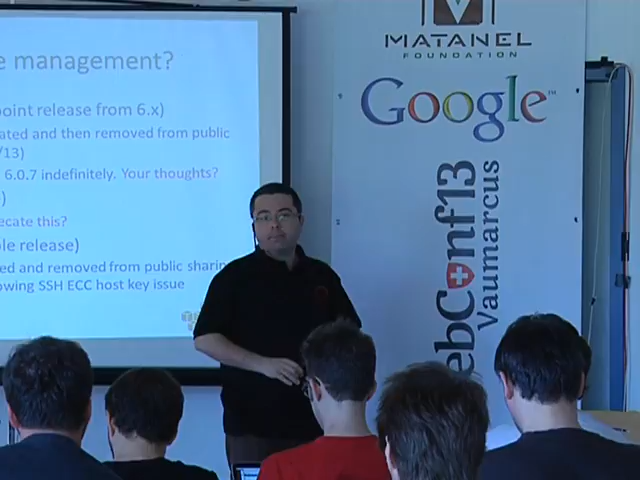 e management?
point release from 6.x)
ated and then removed from public
/13)
6.0.7 indefinitely. Your thoughts?
)
ecate this?
le release)
ed and removed from public sharin
owing SSH ECC host key issue
MATANEL
FOUNDATION
Google™
ebConf13
Vaumarcus